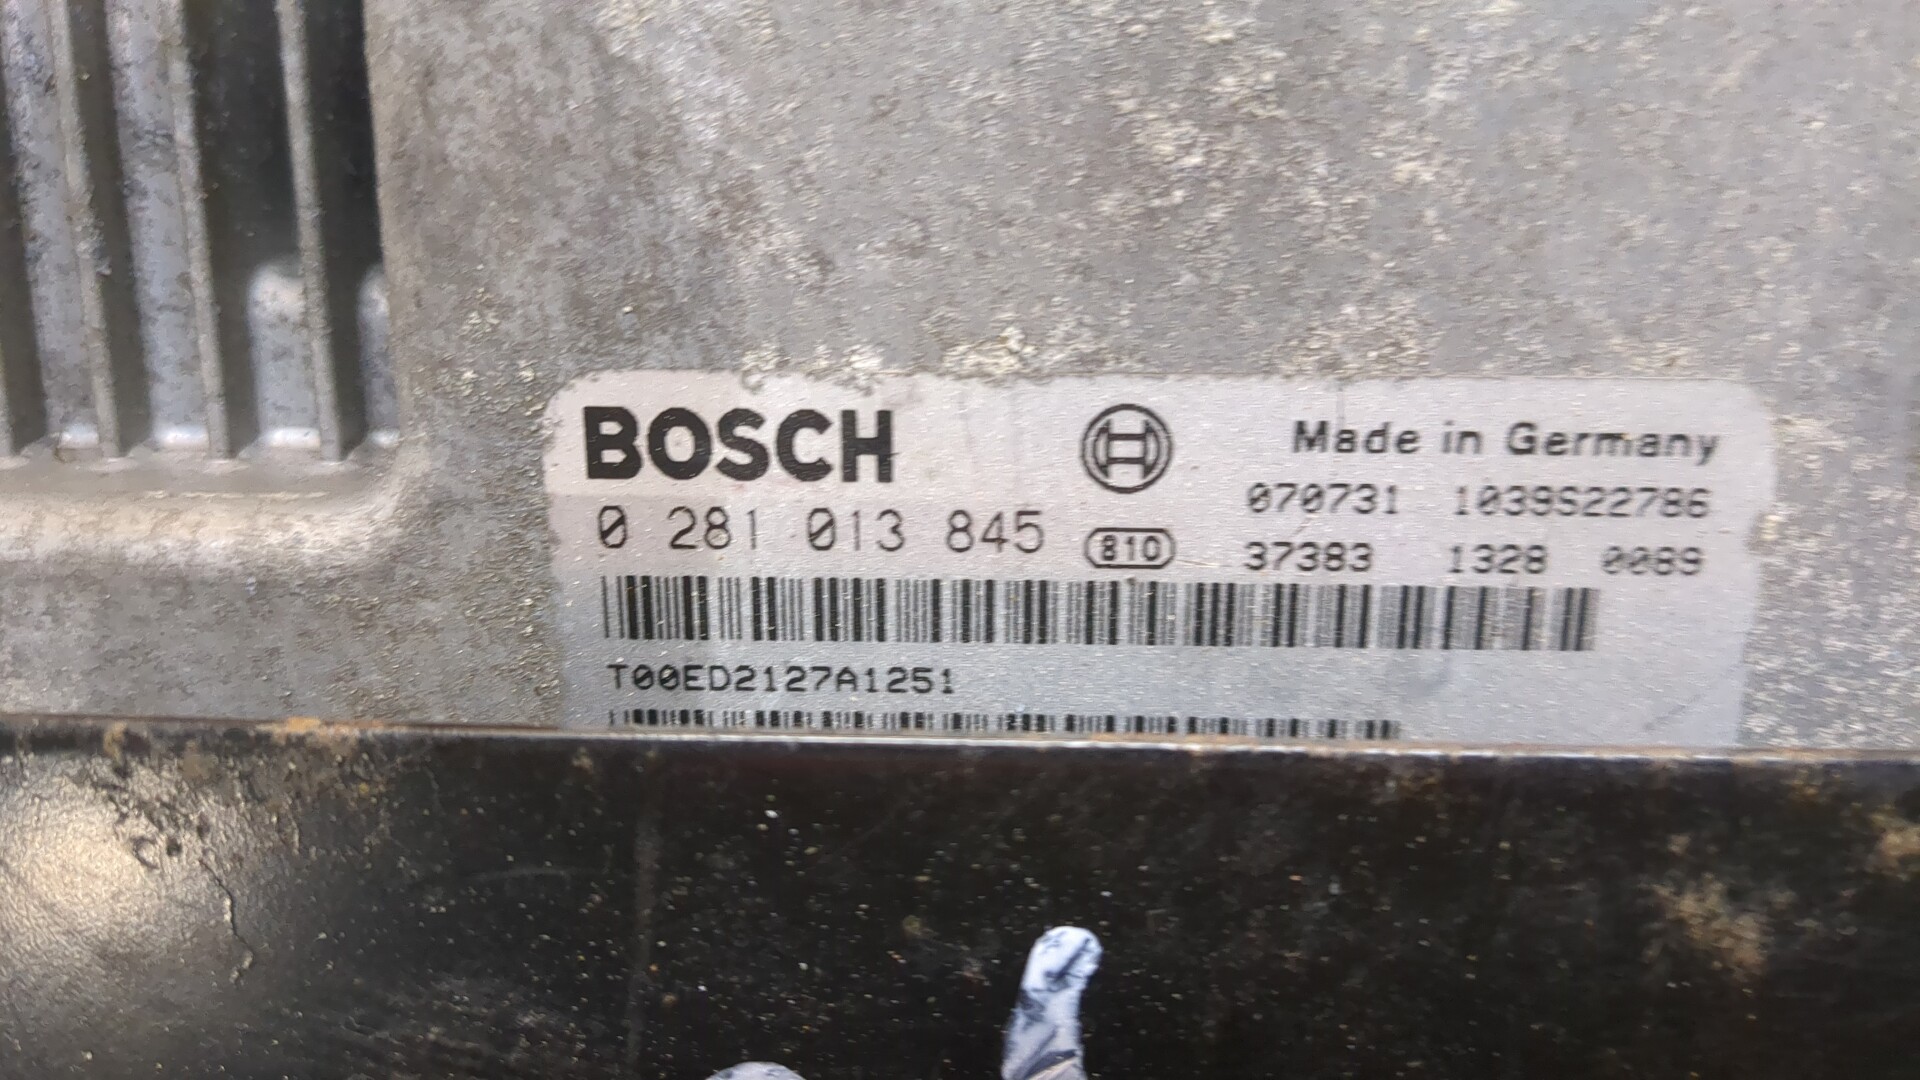 BOSCH
Made in Germany
070731 1039S22786
0 281 013 845
810
37383 1328 0089
T00ED2127A1251